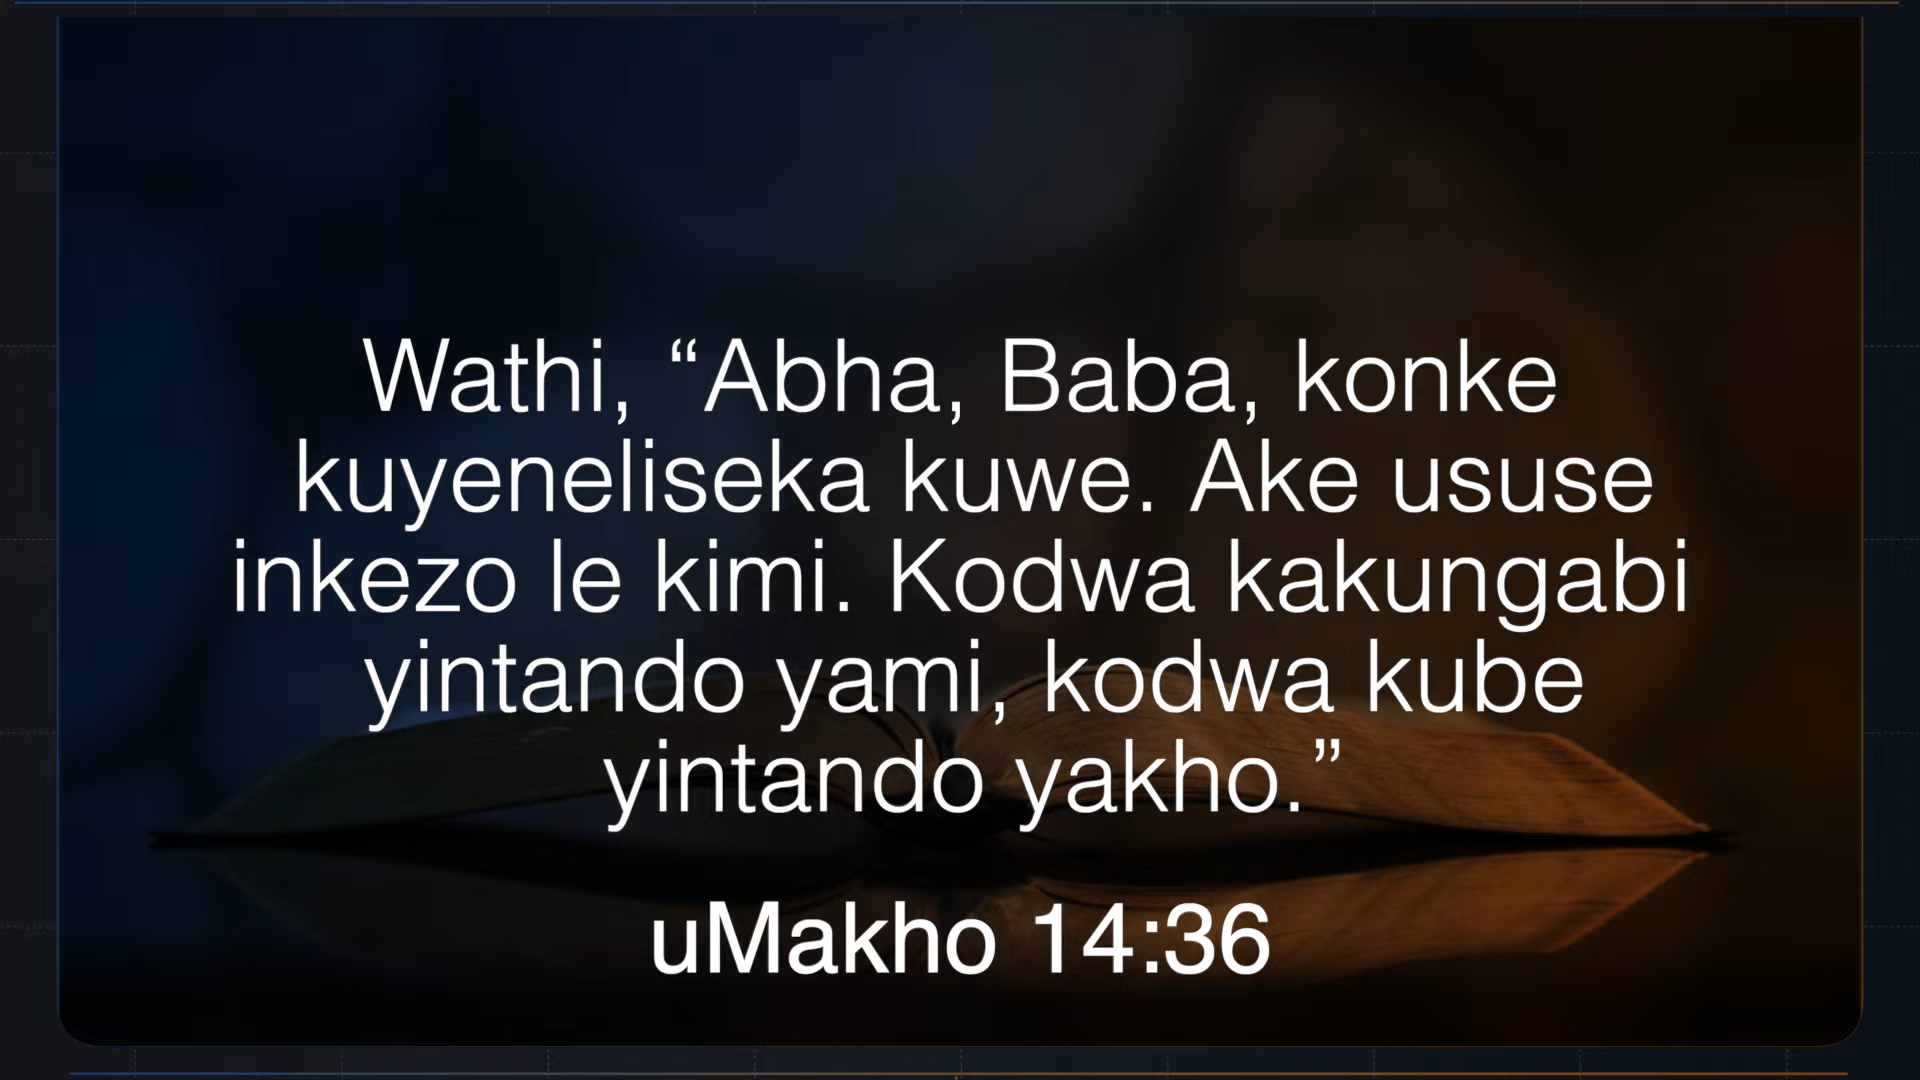 Wathi, “Abha, Baba, konke
kuyeneliseka kuwe. Ake ususe
inkezo le kimi. Kodwa kakungabi
yintando yami, kodwa kube
yintando yakho.”
uMakho 14:36